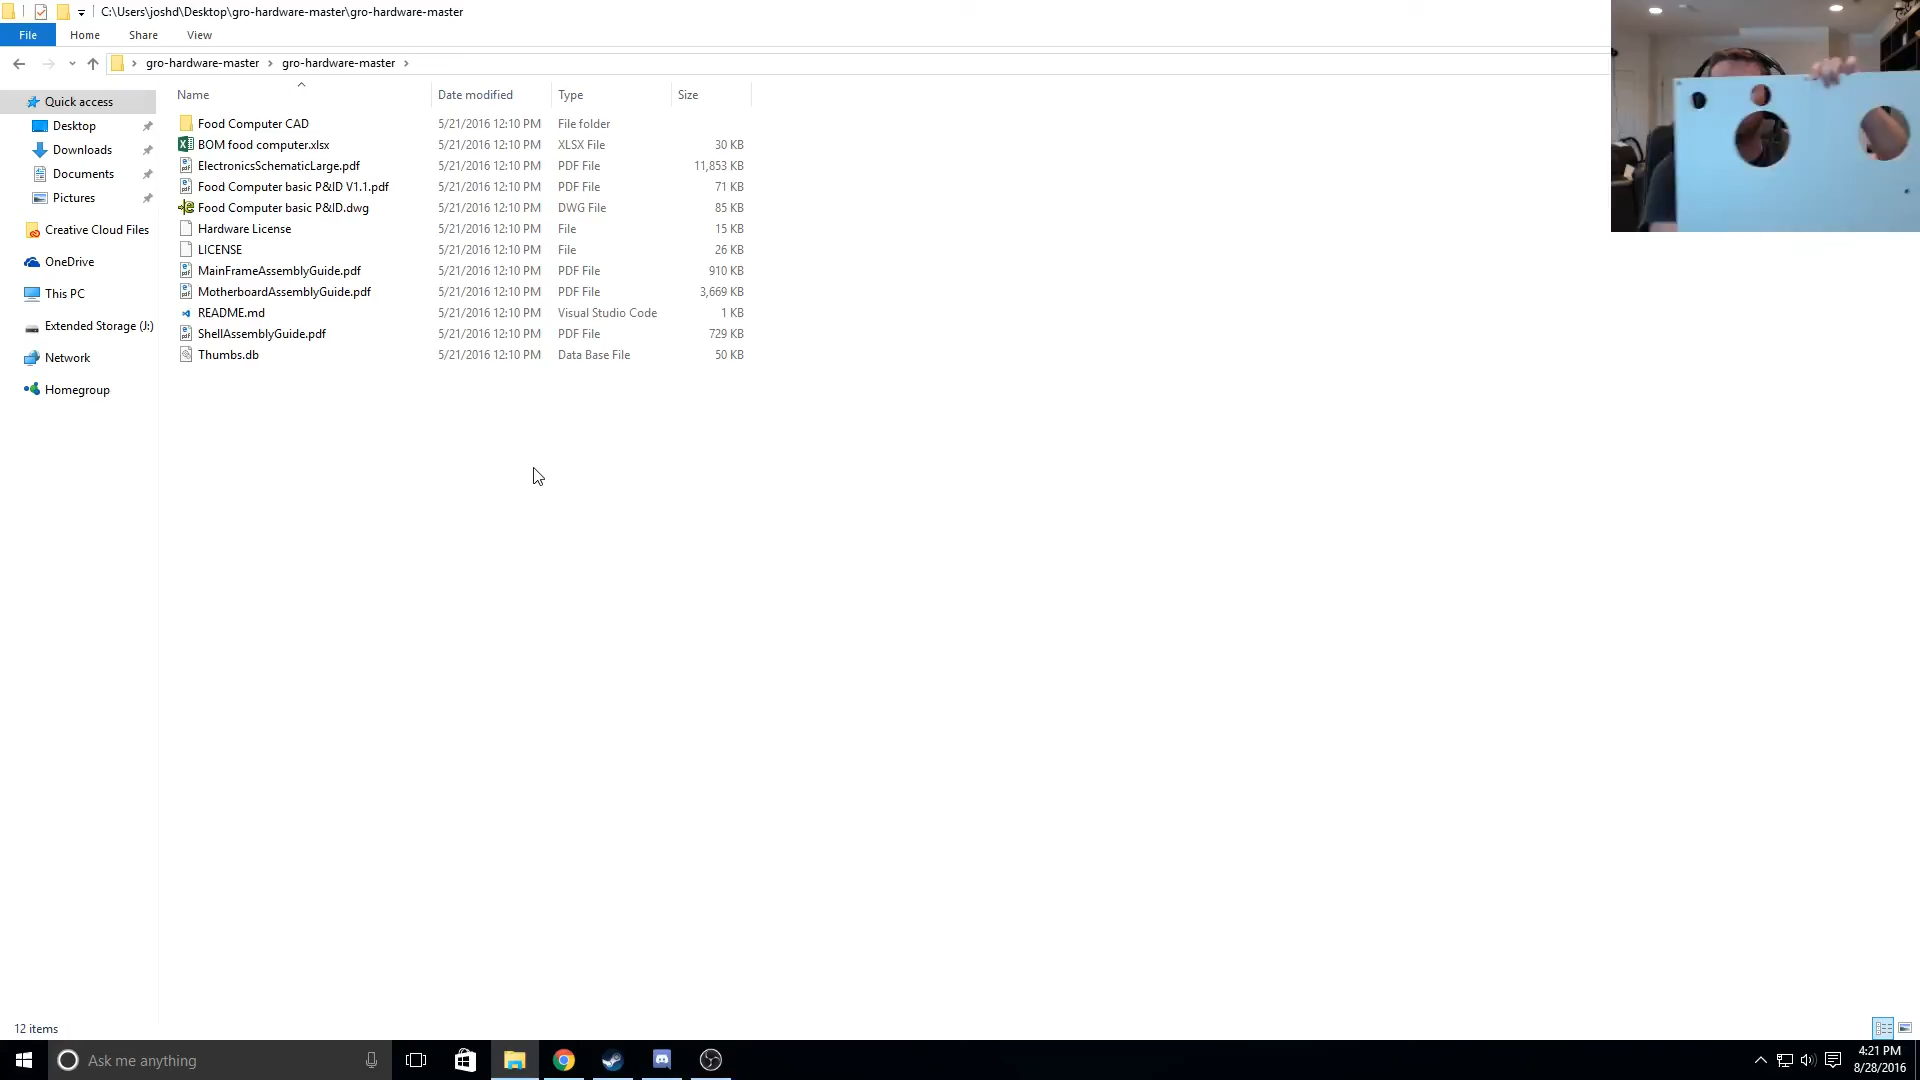 C:\Users\joshd\Desktop\gro-hardware-master\gro-hardware-master
File Home Share View
gro-hardware-master gro-hardware-master
Name Date modified Type Size
Quick access
Desktop
Downloads
Documents
Pictures
Creative Cloud Files
OneDrive
This PC
Extended Storage (J:)
Network
Homegroup
Food Computer CAD 5/21/2016 12:10 PM File folder
BOM food computer.xlsx 5/21/2016 12:10 PM XLSX File 30 KB
ElectronicsSchematicLarge.pdf 5/21/2016 12:10 PM PDF File 11,853 KB
Food Computer basic P&ID V1.1.pdf 5/21/2016 12:10 PM PDF File 71 KB
Food Computer basic P&ID.dwg 5/21/2016 12:10 PM DWG File 85 KB
Hardware License 5/21/2016 12:10 PM File 15 KB
LICENSE 5/21/2016 12:10 PM File 26 KB
MainFrameAssemblyGuide.pdf 5/21/2016 12:10 PM PDF File 910 KB
MotherboardAssemblyGuide.pdf 5/21/2016 12:10 PM PDF File 3,669 KB
README.md 5/21/2016 12:10 PM Visual Studio Code 1 KB
ShellAssemblyGuide.pdf 5/21/2016 12:10 PM PDF File 729 KB
Thumbs.db 5/21/2016 12:10 PM Data Base File 50 KB
12 items
Ask me anything
4:21 PM
8/28/2016